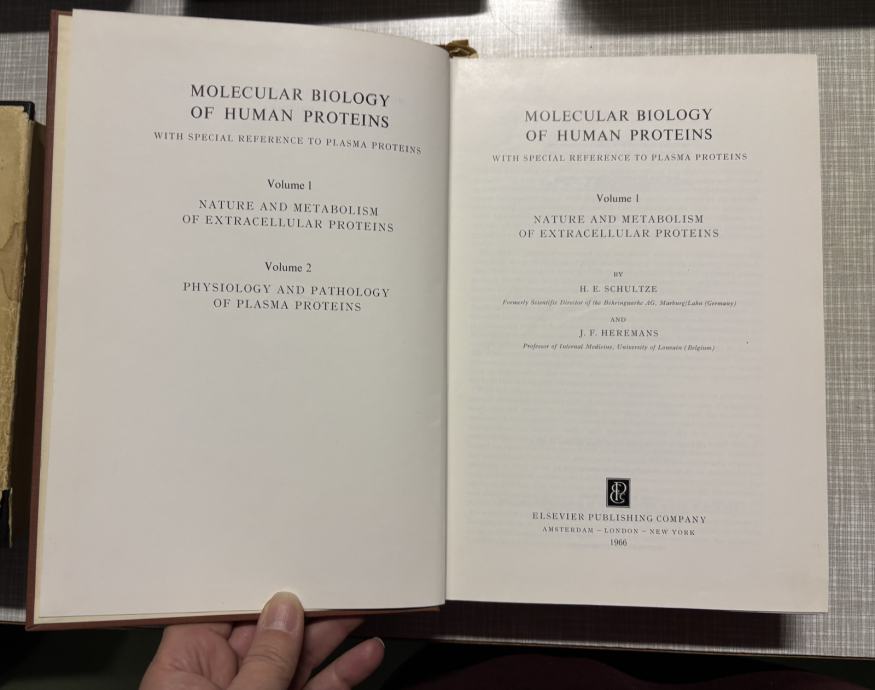 MOLECULAR BIOLOGY
OF HUMAN PROTEINS
WITH SPECIAL REFERENCE TO PLASMA PROTEINS
Volume 1
NATURE AND METABOLISM
OF EXTRACELLULAR PROTEINS
Volume 2
PHYSIOLOGY AND PATHOLOGY
OF PLASMA PROTEINS
MOLECULAR BIOLOGY
OF HUMAN PROTEINS
WITH SPECIAL REFERENCE TO PLASMA PROTEINS
Volume 1
NATURE AND METABOLISM
OF EXTRACELLULAR PROTEINS
BY
H. E. SCHULTZE
Formerly Scientific Director of the Behringwerke AG, Marburg/Lahn (Germany)
AND
J. F. HEREMANS
Professor of Internal Medicine, University of Louvain (Belgium)
ELSEVIER PUBLISHING COMPANY
AMSTERDAM – LONDON – NEW YORK
1966